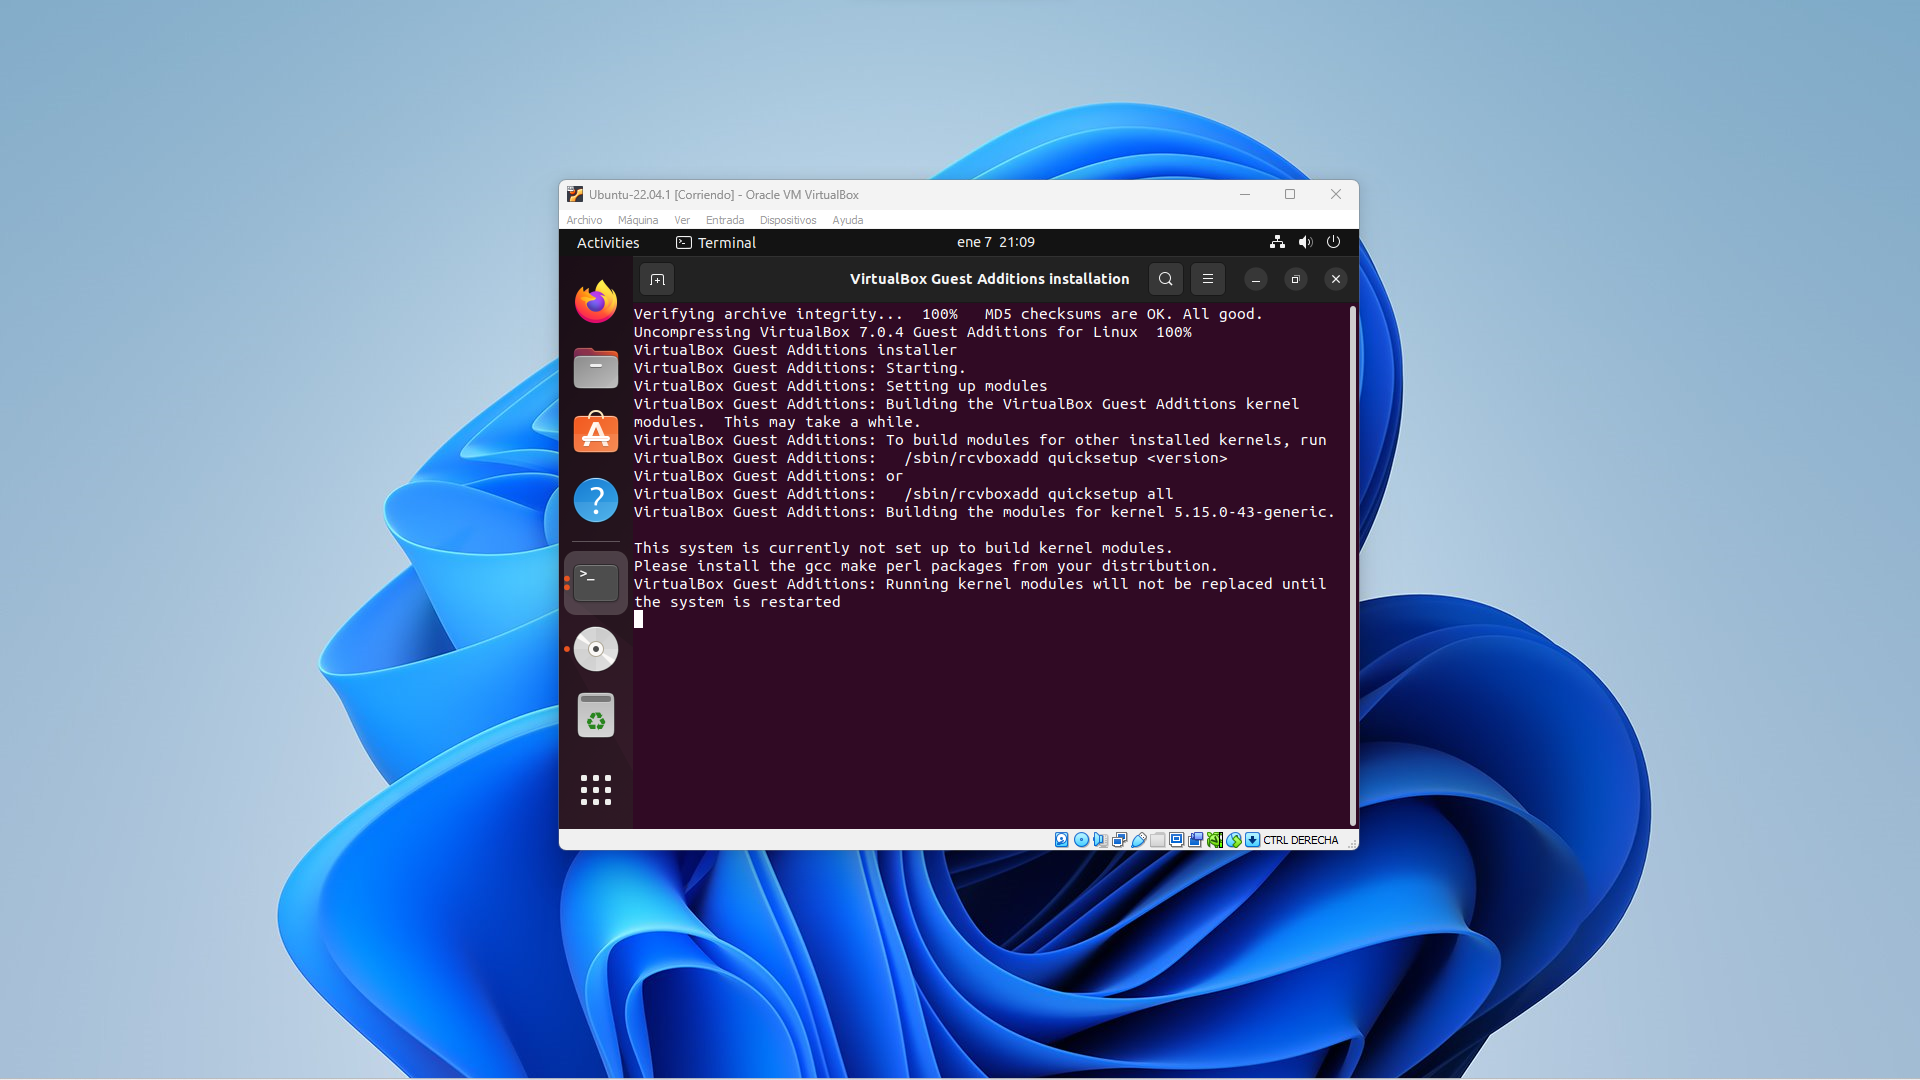 Ubuntu-22.04.1 [Corriendo] - Oracle VM VirtualBox
Archivo Máquina Ver Entrada Dispositivos Ayuda
Activities Terminal ene 7 21:09
VirtualBox Guest Additions installation
Verifying archive integrity...  100%   MD5 checksums are OK. All good.
Uncompressing VirtualBox 7.0.4 Guest Additions for Linux  100%
VirtualBox Guest Additions installer
VirtualBox Guest Additions: Starting.
VirtualBox Guest Additions: Setting up modules
VirtualBox Guest Additions: Building the VirtualBox Guest Additions kernel
modules.  This may take a while.
VirtualBox Guest Additions: To build modules for other installed kernels, run
VirtualBox Guest Additions:   /sbin/rcvboxadd quicksetup <version>
VirtualBox Guest Additions: or
VirtualBox Guest Additions:   /sbin/rcvboxadd quicksetup all
VirtualBox Guest Additions: Building the modules for kernel 5.15.0-43-generic.
This system is currently not set up to build kernel modules.
Please install the gcc make perl packages from your distribution.
VirtualBox Guest Additions: Running kernel modules will not be replaced until
the system is restarted
CTRL DERECHA